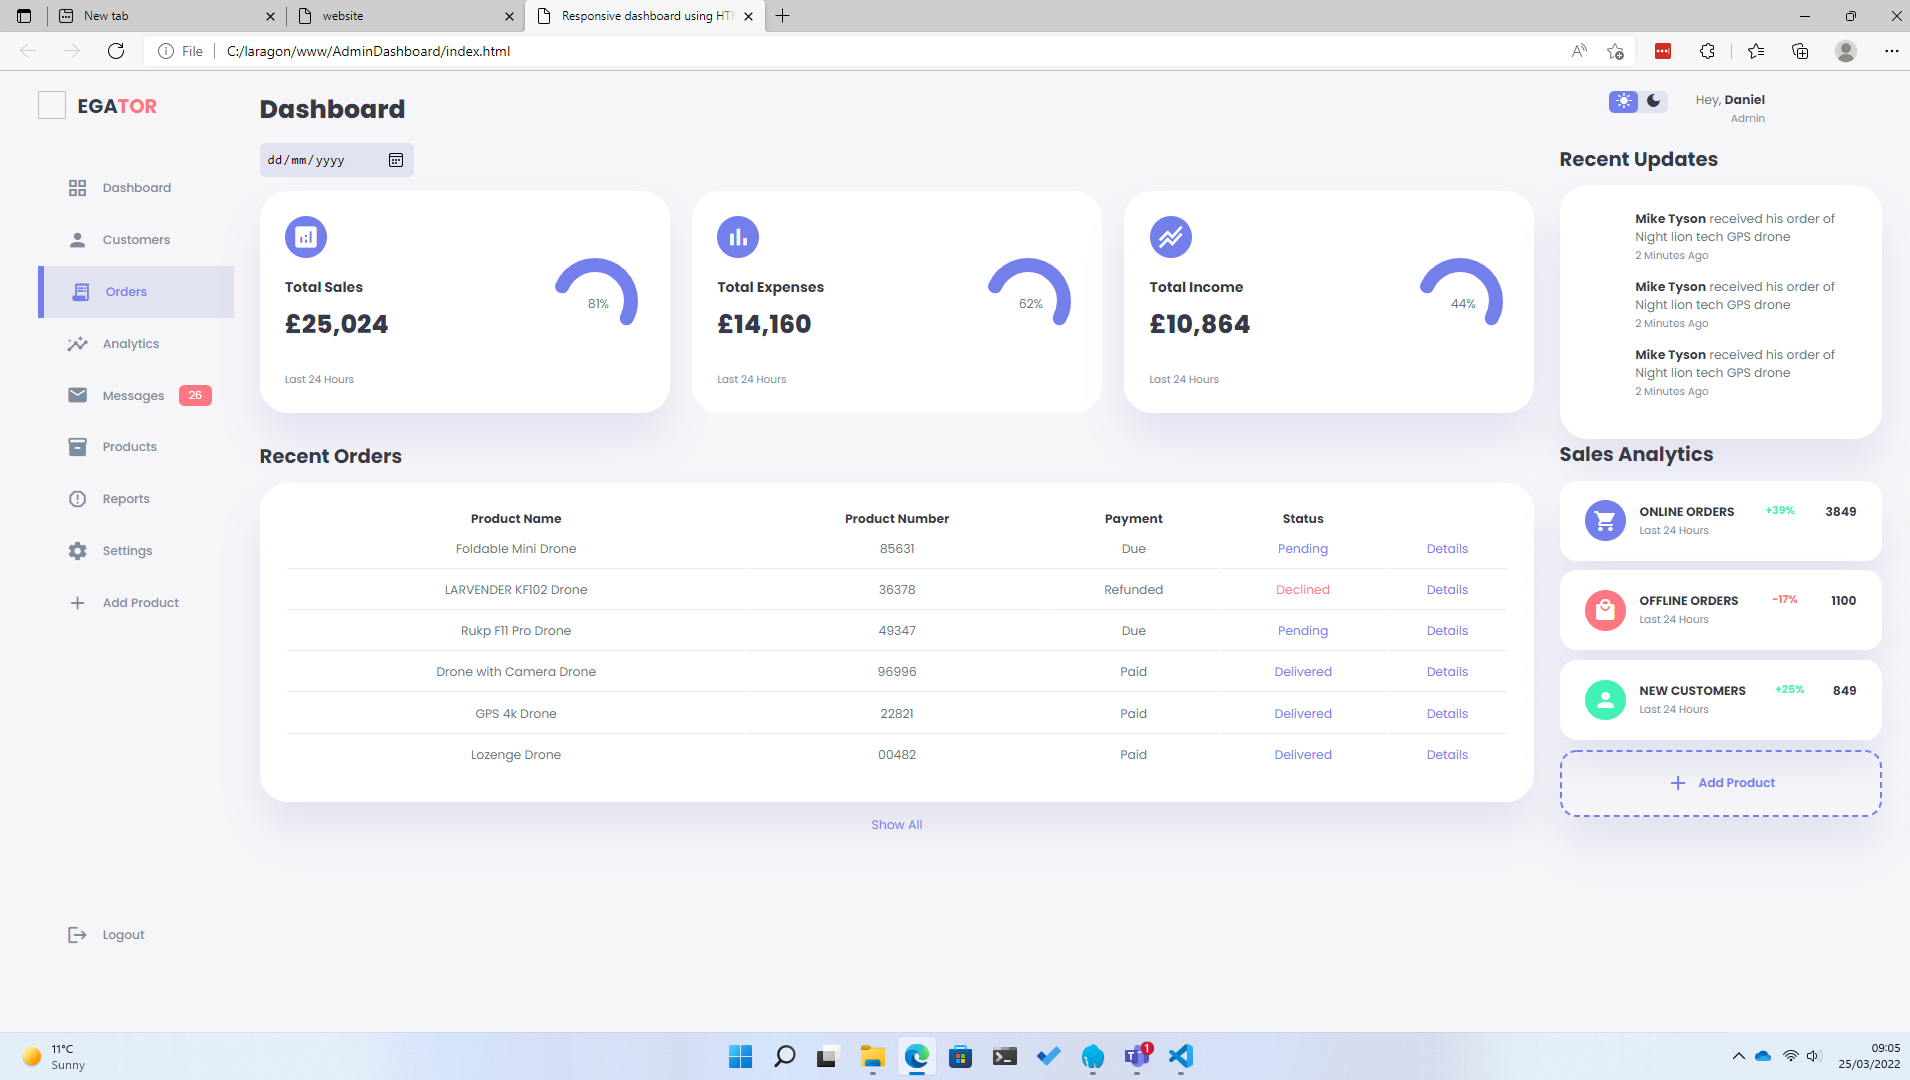 New tab
website
Responsive dashboard using HT
File
C:/laragon/www/AdminDashboard/index.html
EGATOR
Dashboard
Customers
Orders
Analytics
Messages 26
Products
Reports
Settings
Add Product
Logout
Dashboard
dd/mm/yyyy
Total Sales
£25,024
81%
Last 24 Hours
Total Expenses
£14,160
62%
Last 24 Hours
Total Income
£10,864
44%
Last 24 Hours
Recent Orders
Product Name Product Number Payment Status
Foldable Mini Drone 85631 Due Pending Details
LARVENDER KF102 Drone 36378 Refunded Declined Details
Rukp F11 Pro Drone 49347 Due Pending Details
Drone with Camera Drone 96996 Paid Delivered Details
GPS 4k Drone 22821 Paid Delivered Details
Lozenge Drone 00482 Paid Delivered Details
Show All
Hey, Daniel
Admin
Recent Updates
Mike Tyson received his order of
Night lion tech GPS drone
2 Minutes Ago
Mike Tyson received his order of
Night lion tech GPS drone
2 Minutes Ago
Mike Tyson received his order of
Night lion tech GPS drone
2 Minutes Ago
Sales Analytics
ONLINE ORDERS +39% 3849
Last 24 Hours
OFFLINE ORDERS -17% 1100
Last 24 Hours
NEW CUSTOMERS +25% 849
Last 24 Hours
Add Product
11°C
Sunny
1
09:05
25/03/2022